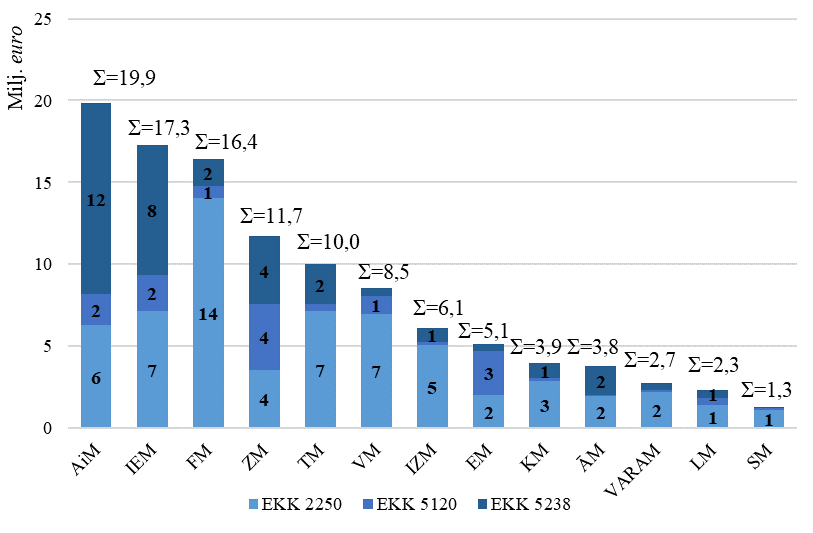 25
Milj. euro
Σ=19,9
20
Σ=17,3
Σ=16,4
15
Σ=11,7
Σ=10,0
10
Σ=8,5
Σ=6,1
Σ=5,1
Σ=3,9
Σ=3,8
Σ=2,7
Σ=2,3
Σ=1,3
5
0
12
2
6
8
2
7
2
1
14
4
4
4
2
7
1
7
1
5
3
2
1
3
2
2
2
1
1
1
AiM
IEM
FM
ZM
TM
VM
IZM
EM
KM
ĀM
VARAM
LM
SM
EKK 2250 EKK 5120 EKK 5238